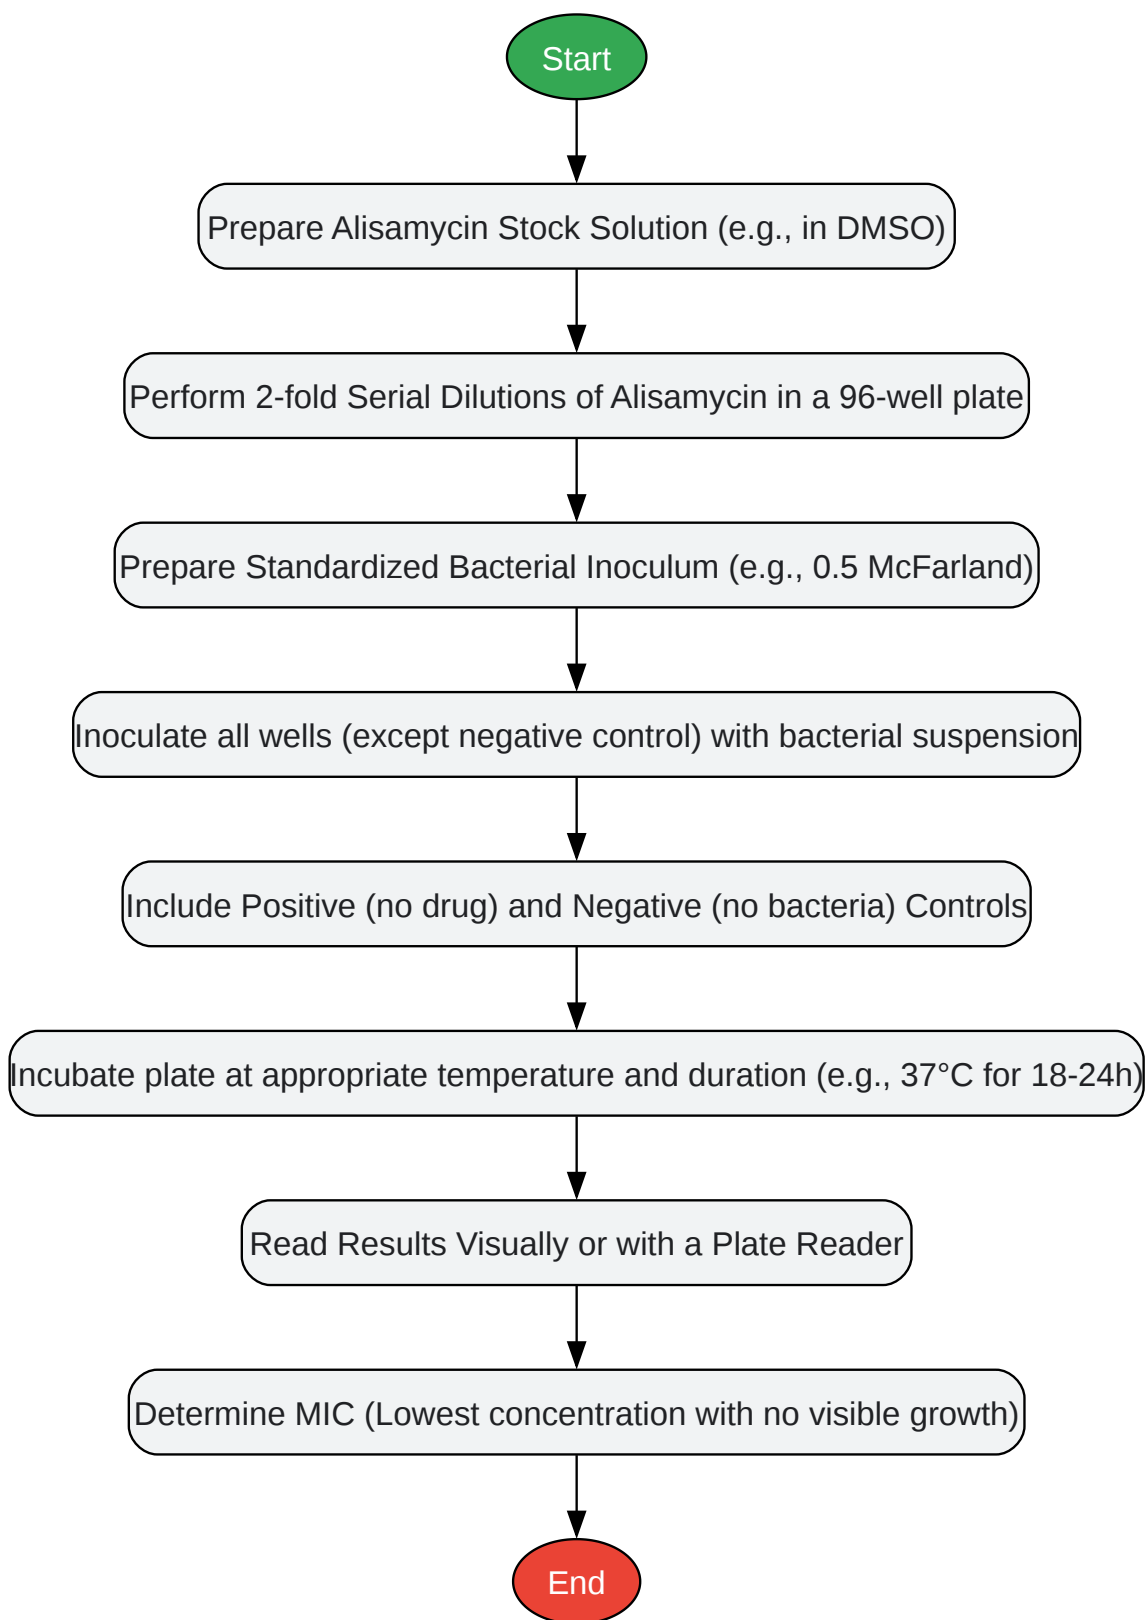 Start
Prepare Alisamycin Stock Solution (e.g., in DMSO)
Perform 2-fold Serial Dilutions of Alisamycin in a 96-well plate
Prepare Standardized Bacterial Inoculum (e.g., 0.5 McFarland)
Inoculate all wells (except negative control) with bacterial suspension
Include Positive (no drug) and Negative (no bacteria) Controls
Incubate plate at appropriate temperature and duration (e.g., 37°C for 18-24h)
Read Results Visually or with a Plate Reader
Determine MIC (Lowest concentration with no visible growth)
End